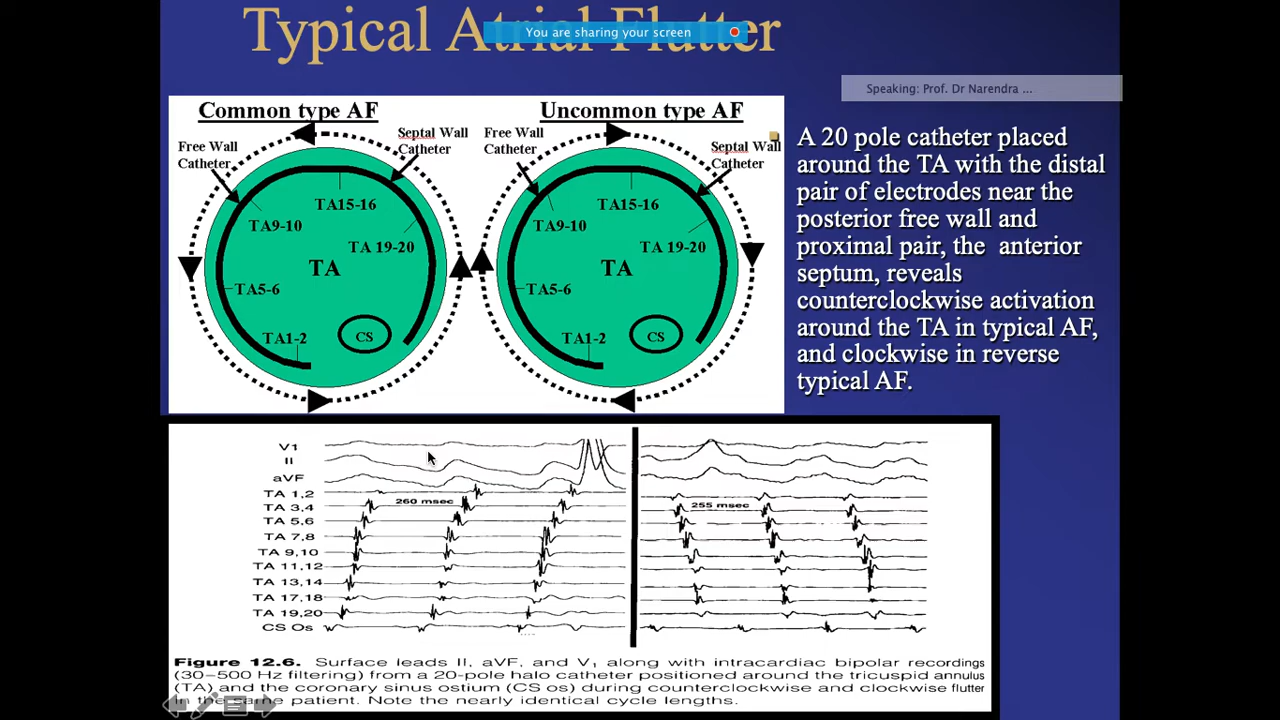 Typical Atrial Flutter
You are sharing your screen
Speaking: Prof. Dr Narendra ...
Common type AF
Free Wall
Catheter
Septal Wall
Catheter
TA15-16
TA9-10
TA 19-20
TA
TA5-6
TA1-2
CS
Uncommon type AF
Free Wall
Catheter
Septal Wall
Catheter
TA15-16
TA9-10
TA 19-20
TA
TA5-6
TA1-2
CS
A 20 pole catheter placed
around the TA with the distal
pair of electrodes near the
posterior free wall and
proximal pair, the anterior
septum, reveals
counterclockwise activation
around the TA in typical AF,
and clockwise in reverse
typical AF.
V1
II
aVF
TA 1,2
TA 3,4
TA 5,6
TA 7,8
TA 9,10
TA 11,12
TA 13,14
TA 17,18
TA 19,20
CS Os
260 msec
255 msec
Figure 12.6. Surface leads II, aVF, and V₁ along with intracardiac bipolar recordings
(30–500 Hz filtering) from a 20-pole halo catheter positioned around the tricuspid annulus
(TA) and the coronary sinus ostium (CS os) during counterclockwise and clockwise flutter
in the same patient. Note the nearly identical cycle lengths.